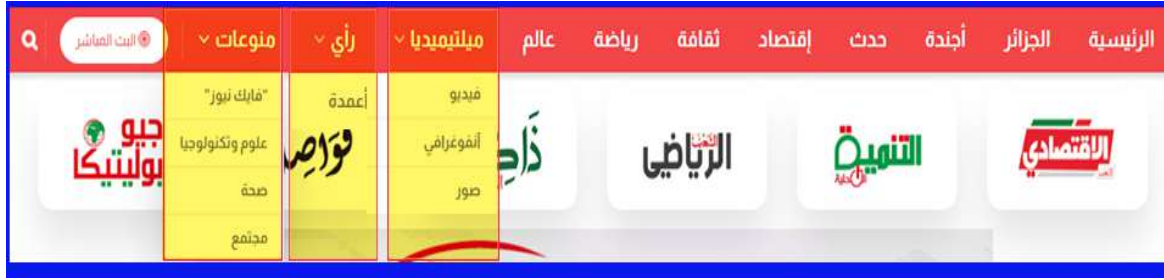 الرئيسية الجزائر أجندة حدث إقتصاد ثقافة رياضة عالم ميلتيميديا رأي منوعات البث المباشر
فيديو
أنفوغرافي
صور
أعمدة
"فايك نيوز"
علوم وتكنولوجيا
صحة
مجتمع
الاقتصادي
التنمية
المحلية
الرياضي
جيو
بوليتيكا